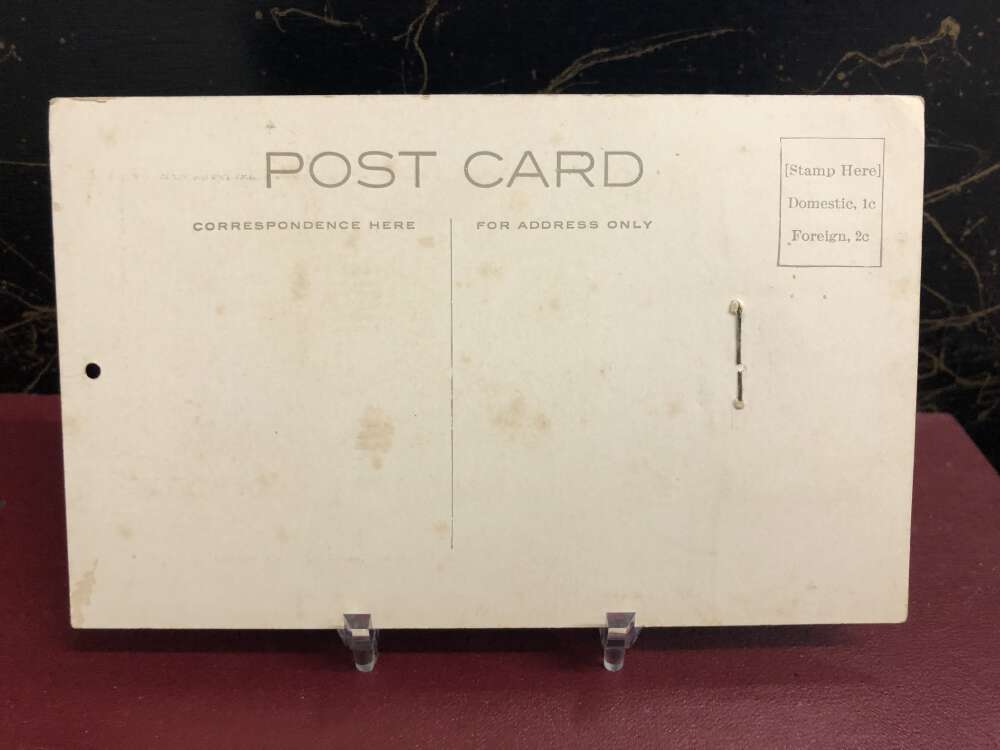 POST CARD
CORRESPONDENCE HERE
FOR ADDRESS ONLY
[Stamp Here]
Domestic, 1c
Foreign, 2c